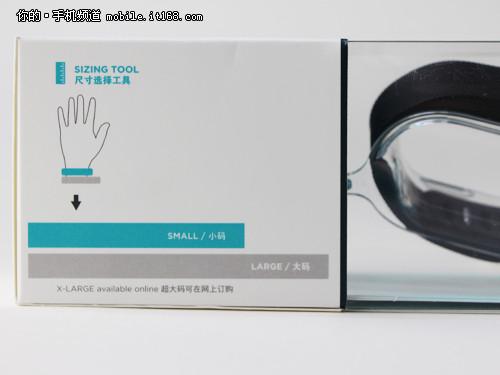 你的·手机频道 mobile.it168.com
SIZING TOOL
尺寸选择工具
SMALL / 小码
LARGE / 大码
X-LARGE available online 超大码可在网上订购